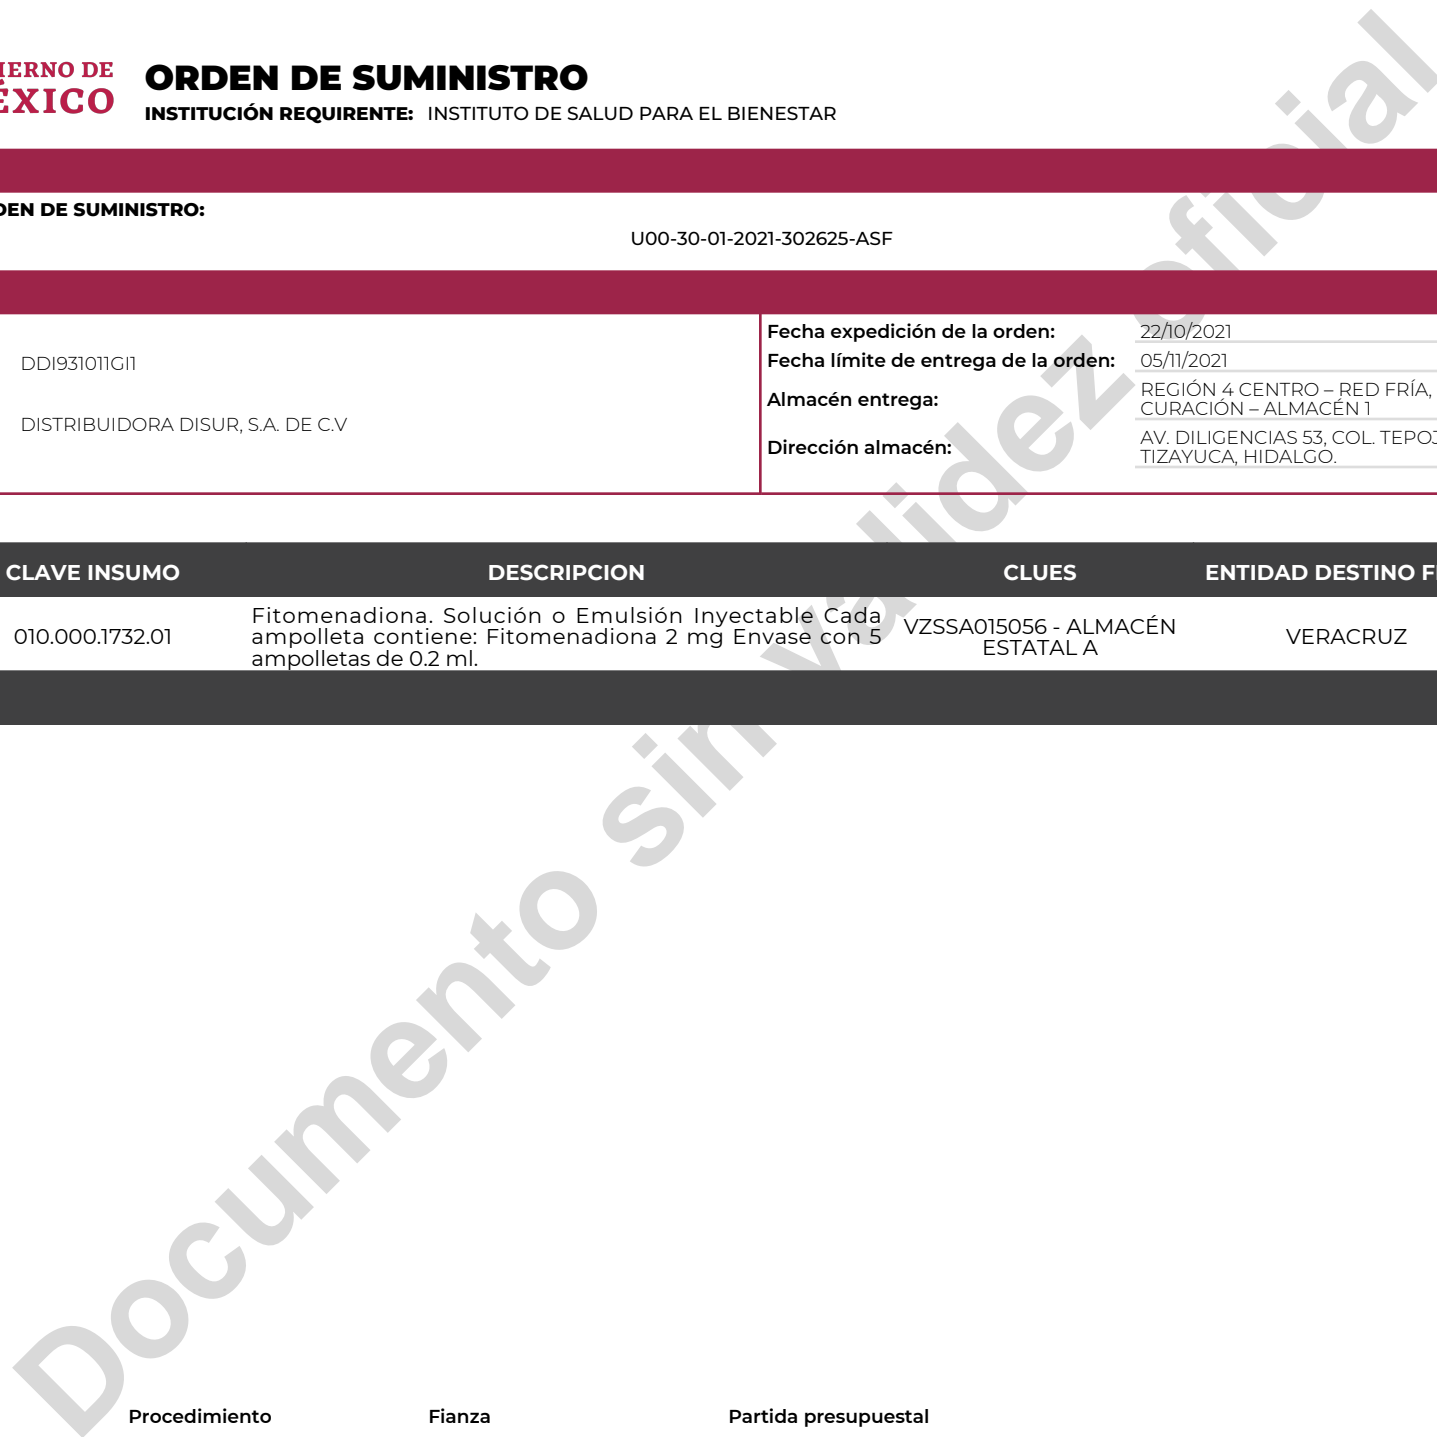 IERNO DE
ÉXICO
ORDEN DE SUMINISTRO
INSTITUCIÓN REQUIRENTE: INSTITUTO DE SALUD PARA EL BIENESTAR
DEN DE SUMINISTRO:
U00-30-01-2021-302625-ASF
DDI931011GI1
DISTRIBUIDORA DISUR, S.A. DE C.V
Fecha expedición de la orden: 22/10/2021
Fecha límite de entrega de la orden: 05/11/2021
Almacén entrega: REGIÓN 4 CENTRO – RED FRÍA,
CURACIÓN – ALMACÉN 1
Dirección almacén: AV. DILIGENCIAS 53, COL. TEPOJ
TIZAYUCA, HIDALGO.
CLAVE INSUMO DESCRIPCION CLUES ENTIDAD DESTINO FI
010.000.1732.01
Fitomenadiona. Solución o Emulsión Inyectable Cada
ampolleta contiene: Fitomenadiona 2 mg Envase con 5
ampolletas de 0.2 ml.
VZSSA015056 - ALMACÉN
ESTATAL A
VERACRUZ
Documento sin validez oficial
Procedimiento Fianza Partida presupuestal